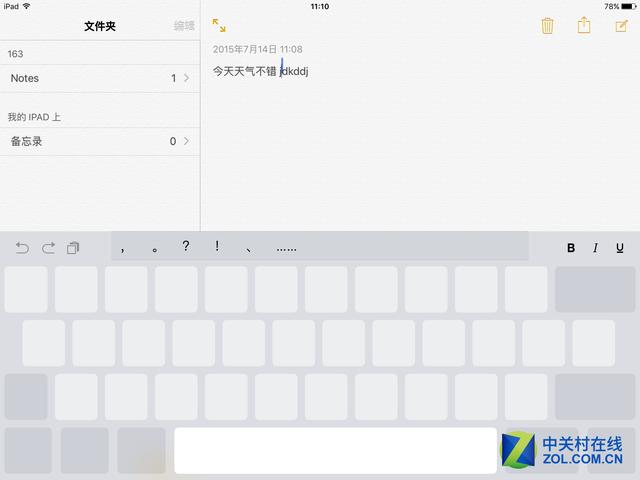 iPad 11:10 78%
文件夹 编辑
163
Notes 1
我的 IPAD 上
备忘录 0
2015年7月14日 11:08
今天天气不错 jdkddj
， 。 ？ ！ 、 ……
B I U
中关村在线
ZOL.COM.CN